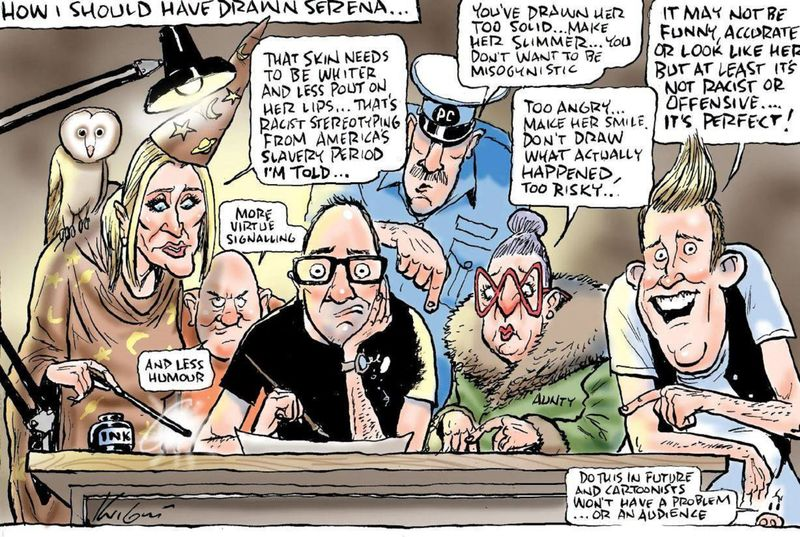 HOW I SHOULD HAVE DRAWN SERENA...
THAT SKIN NEEDS
TO BE WHITER
AND LESS POUT ON
HER LIPS... THAT'S
RACIST STEREOTYPING
FROM AMERICA'S
SLAVERY PERIOD
I'M TOLD...
YOU'VE DRAWN HER
TOO SOLID... MAKE
HER SLIMMER... YOU
DON'T WANT TO BE
MISOGYNISTIC
IT MAY NOT BE
FUNNY, ACCURATE
OR LOOK LIKE HER
BUT AT LEAST IT'S
NOT RACIST OR
OFFENSIVE....
IT'S PERFECT!
TOO ANGRY...
MAKE HER SMILE.
DON'T DRAW
WHAT ACTUALLY
HAPPENED,
TOO RISKY...
PC
MORE
VIRTUE
SIGNALLING
AND LESS
HUMOUR
AUNTY
INK
DO THIS IN FUTURE
AND CARTOONISTS
WON'T HAVE A PROBLEM
...OR AN AUDIENCE